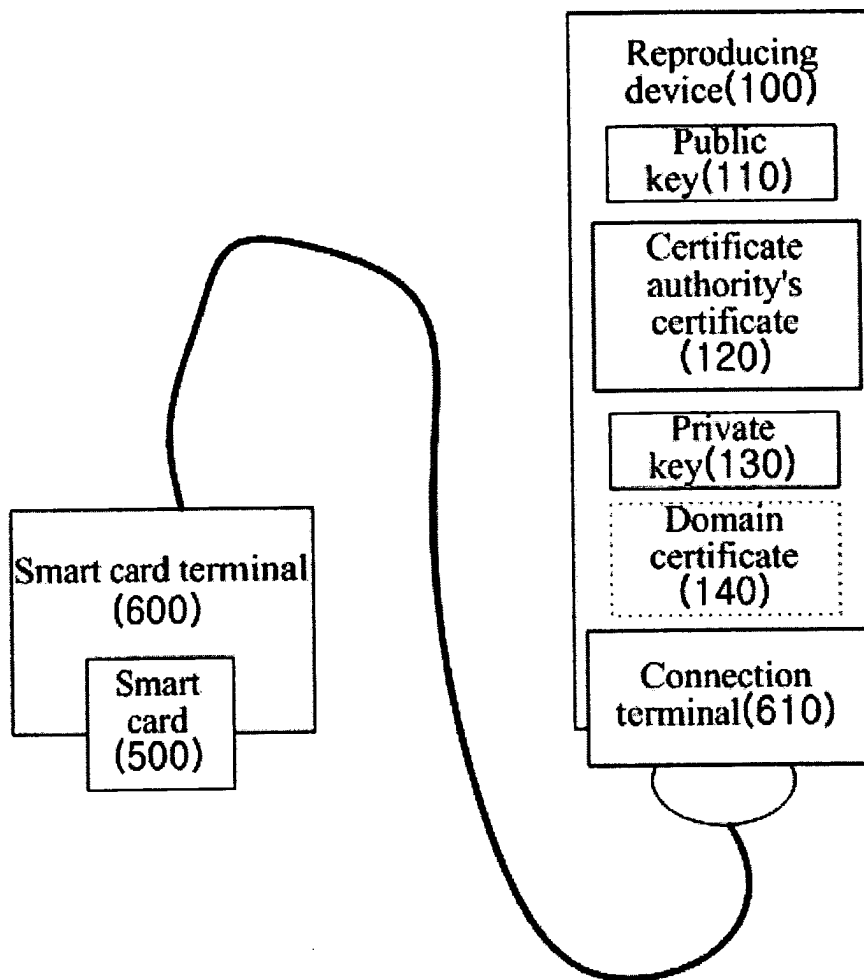 Reproducing
device(100)
Public
key(110)
Certificate
authority's
certificate
(120)
Private
key(130)
Domain
certificate
(140)
Connection
terminal(610)
Smart card terminal
(600)
Smart
card
(500)